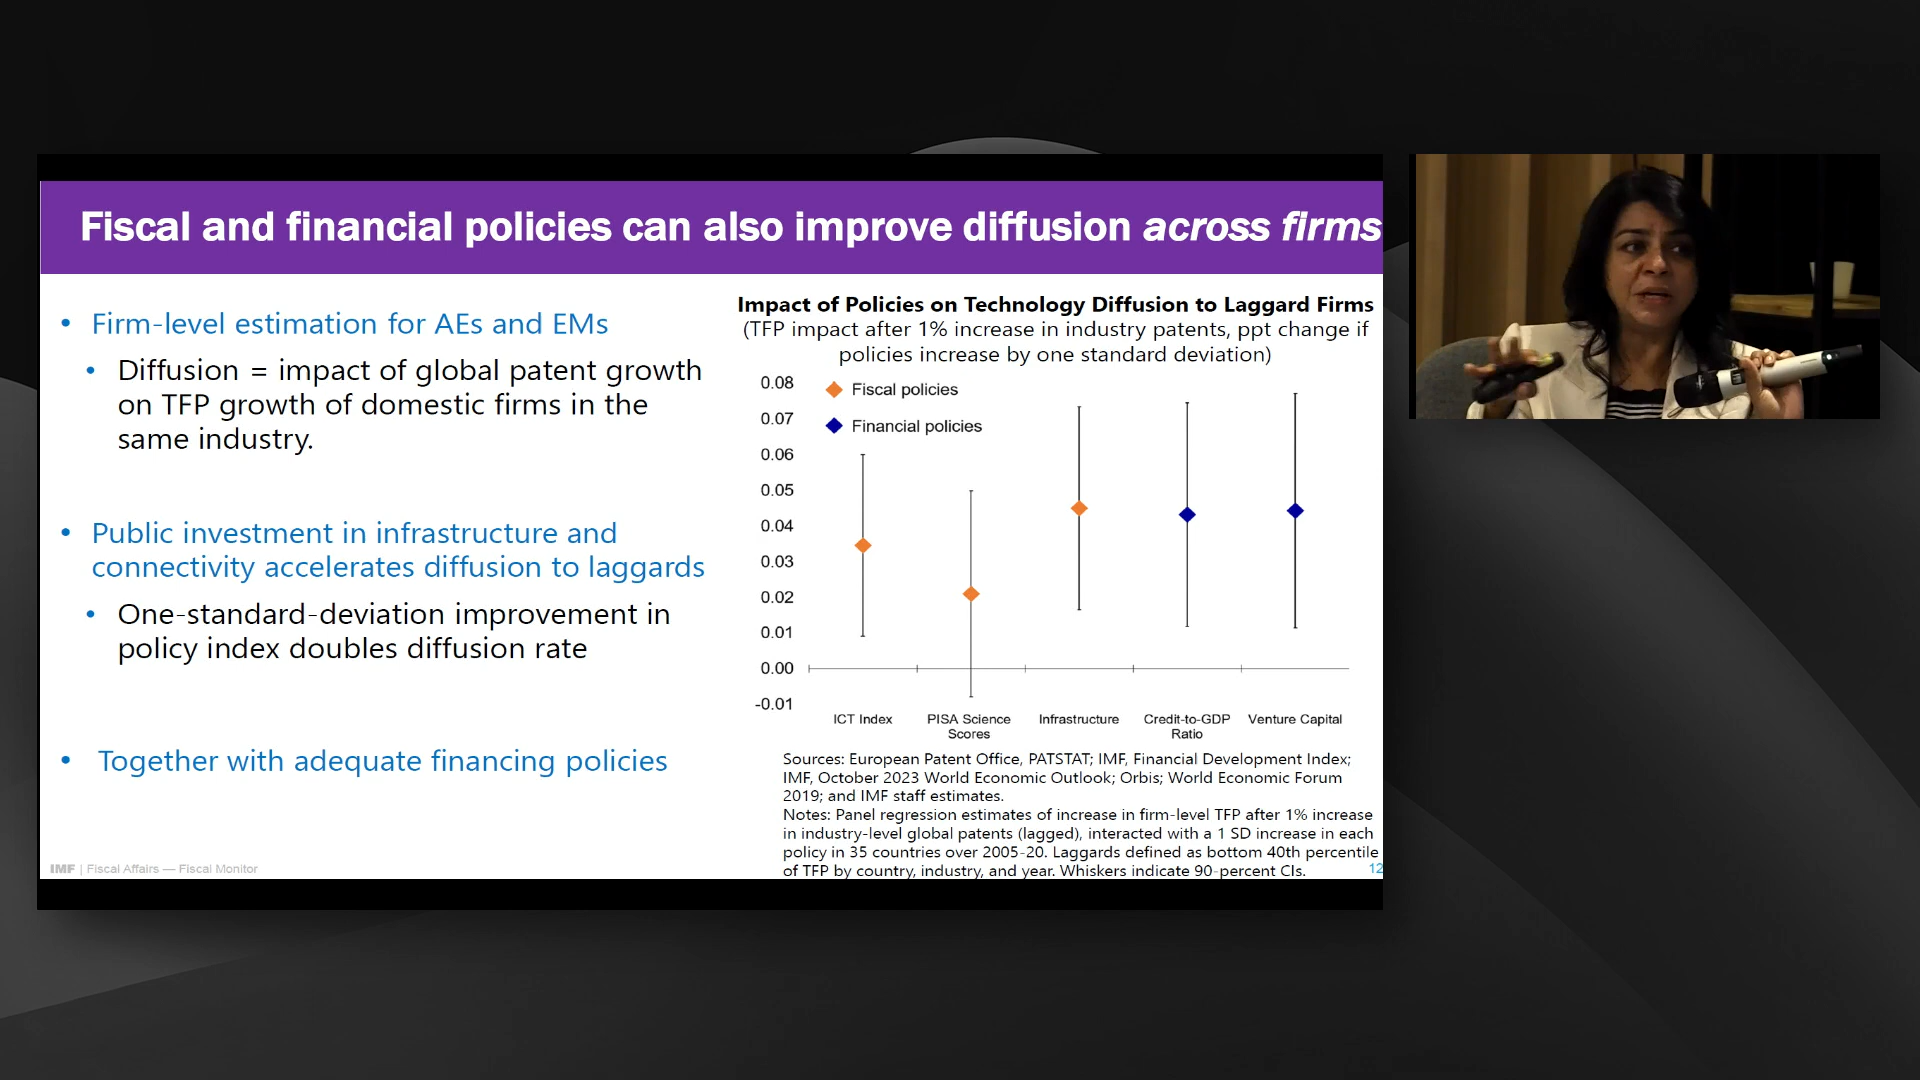 Fiscal and financial policies can also improve diffusion across firms
• Firm-level estimation for AEs and EMs
• Diffusion = impact of global patent growth
on TFP growth of domestic firms in the
same industry.
• Public investment in infrastructure and
connectivity accelerates diffusion to laggards
• One-standard-deviation improvement in
policy index doubles diffusion rate
• Together with adequate financing policies
Impact of Policies on Technology Diffusion to Laggard Firms
(TFP impact after 1% increase in industry patents, ppt change if
policies increase by one standard deviation)
Fiscal policies
Financial policies
0.08
0.07
0.06
0.05
0.04
0.03
0.02
0.01
0.00
-0.01
ICT Index
PISA Science
Scores
Infrastructure
Credit-to-GDP
Ratio
Venture Capital
Sources: European Patent Office, PATSTAT; IMF, Financial Development Index;
IMF, October 2023 World Economic Outlook; Orbis; World Economic Forum
2019; and IMF staff estimates.
Notes: Panel regression estimates of increase in firm-level TFP after 1% increase
in industry-level global patents (lagged), interacted with a 1 SD increase in each
policy in 35 countries over 2005-20. Laggards defined as bottom 40th percentile
of TFP by country, industry, and year. Whiskers indicate 90-percent CIs.
IMF | Fiscal Affairs — Fiscal Monitor
12